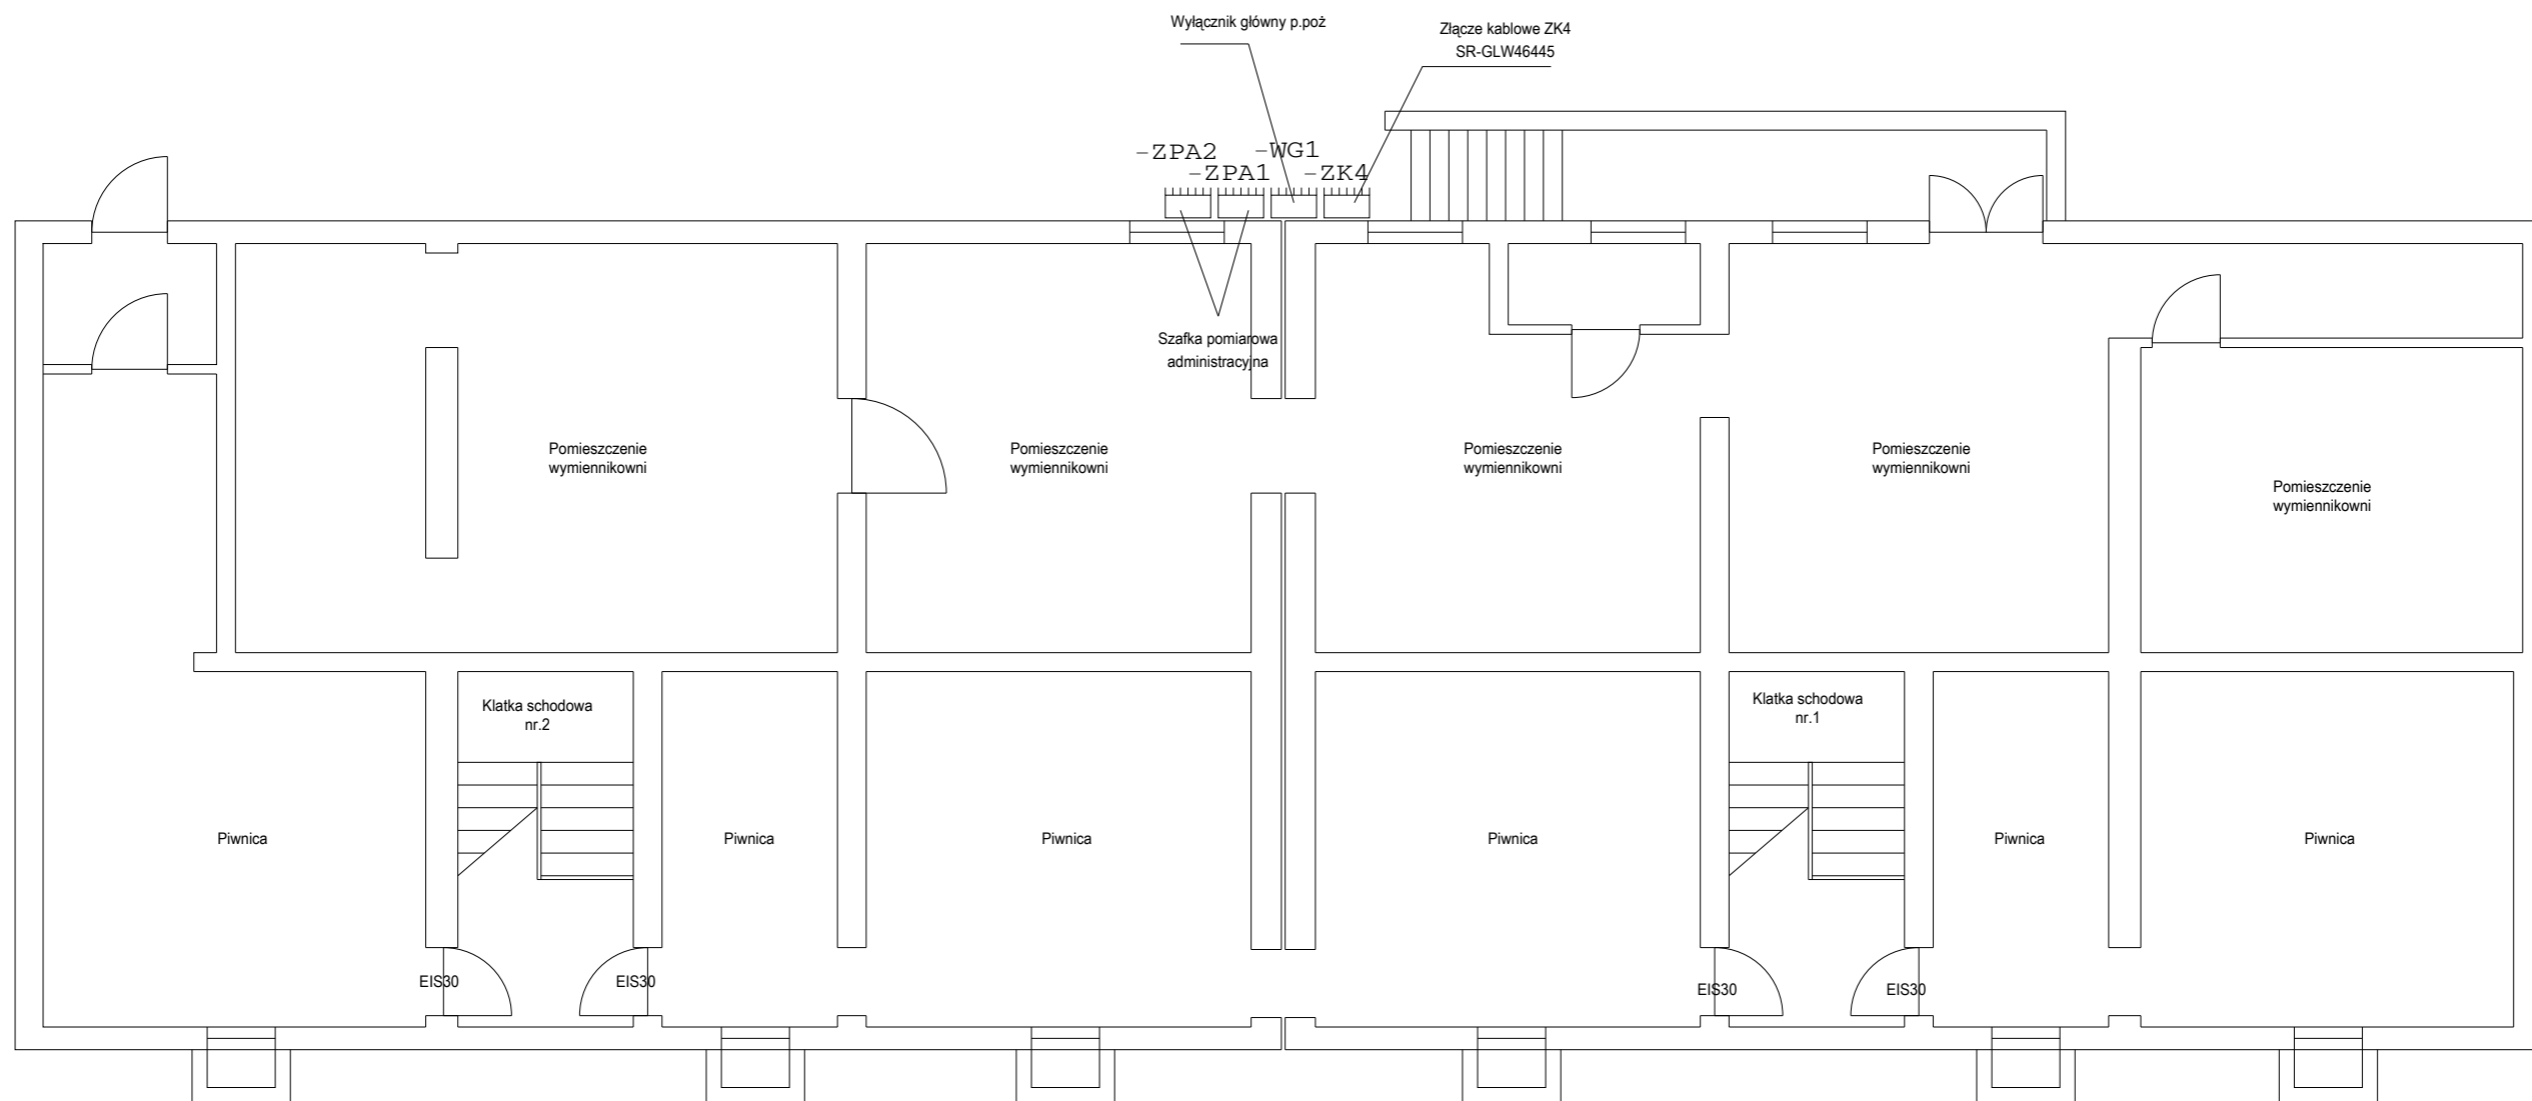 Wyłącznik główny p.poż
Złącze kablowe ZK4
SR-GLW46445
-ZPA2
-WG1
-ZPA1
-ZK4
Szafka pomiarowa
administracyjna
Pomieszczenie
wymiennikowni
Pomieszczenie
wymiennikowni
Pomieszczenie
wymiennikowni
Pomieszczenie
wymiennikowni
Pomieszczenie
wymiennikowni
Klatka schodowa
nr.2
Klatka schodowa
nr.1
Piwnica
Piwnica
Piwnica
Piwnica
Piwnica
Piwnica
EIS30
EIS30
EIS30
EIS30